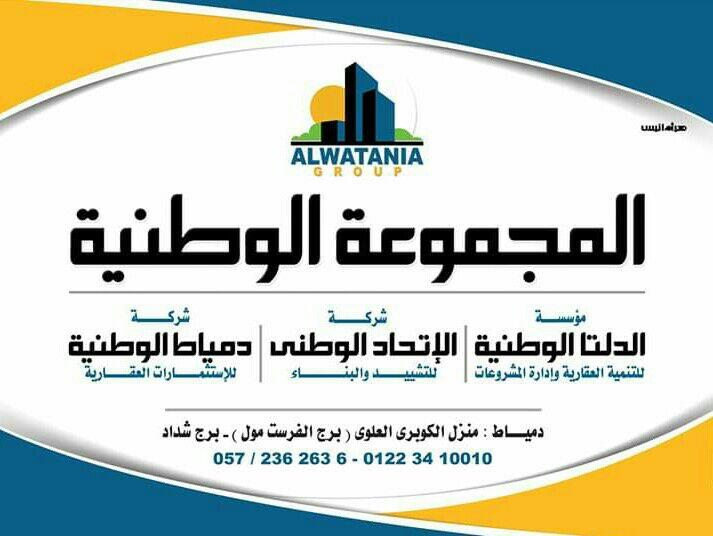 ALWATANIA
GROUP
المجموعة الوطنية
مؤسسة
الدلتا الوطنية
للتنمية العقارية وإدارة المشروعات
شركة
الإتحاد الوطنى
للتشييد والبناء
شركة
دمياط الوطنية
للإستثمارات العقارية
دمياط : منزل الكوبرى العلوى ( برج الفرست مول ) - برج شداد
057 / 236 263 6 - 0122 34 10010